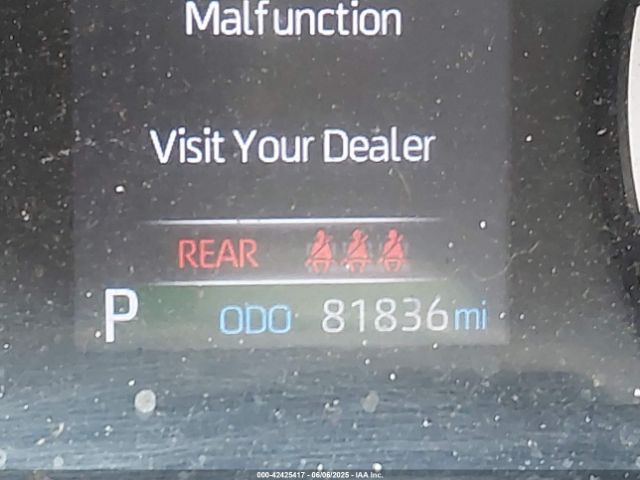 Malfunction
Visit Your Dealer
REAR
P ODO 81836 mi
000-42425417 - 06/06/2025 - IAA Inc.